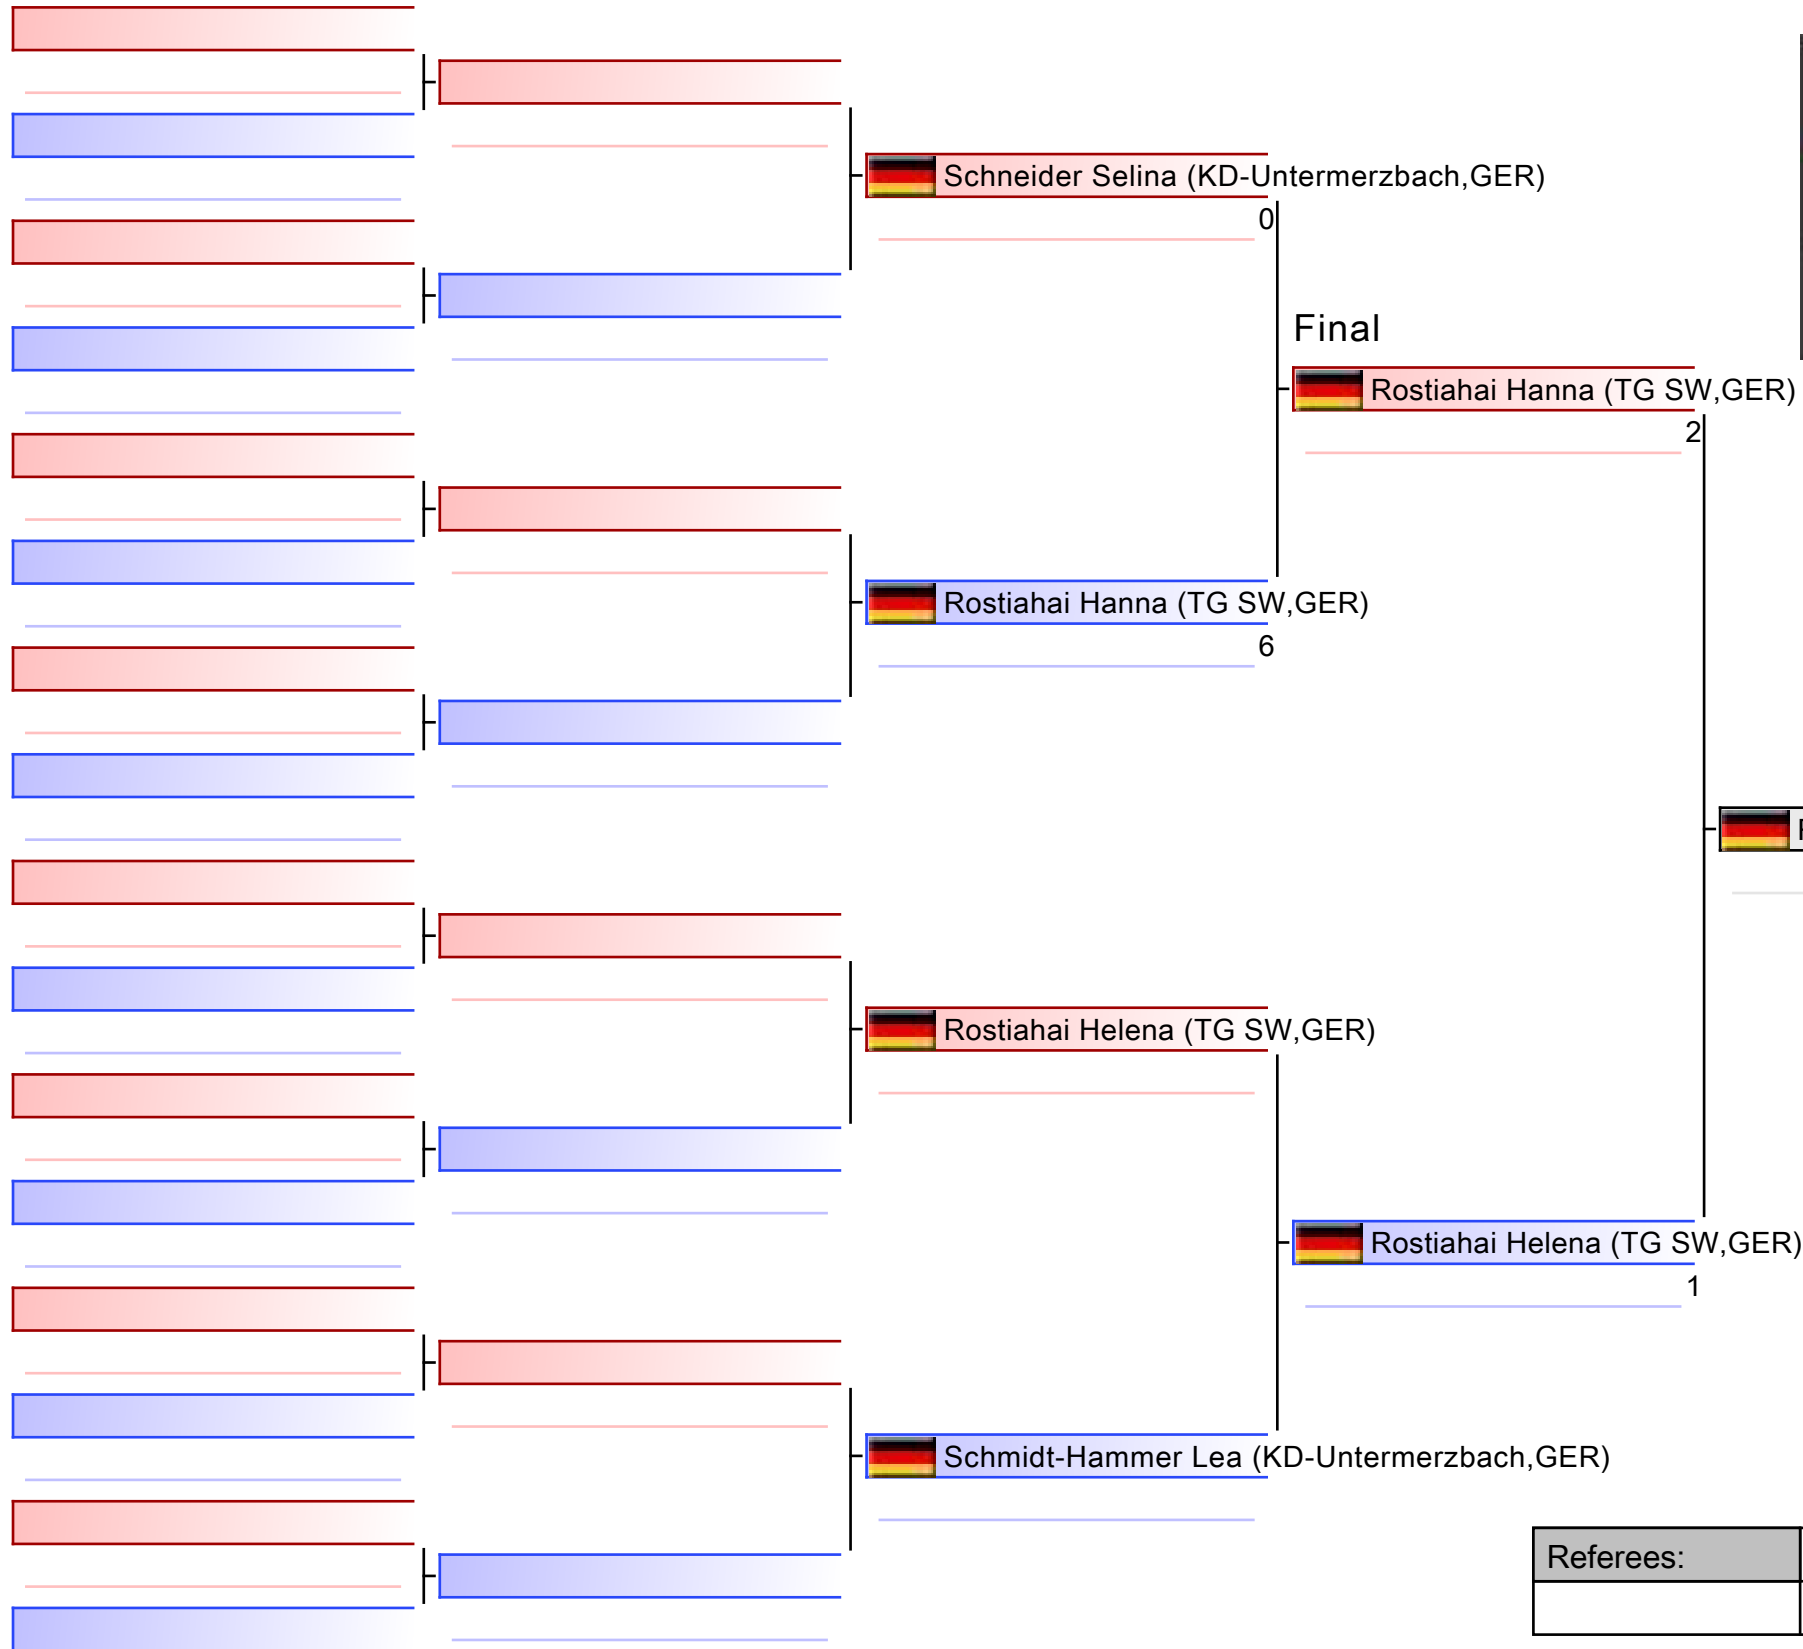 Schneider Selina (KD-Untermerzbach,GER)
0
Final
Rostiahai Hanna (TG SW,GER)
2
Rostiahai Hanna (TG SW,GER)
6
Rostiahai Helena (TG SW,GER)
Rostiahai Helena (TG SW,GER)
1
Schmidt-Hammer Lea (KD-Untermerzbach,GER)
Referees: